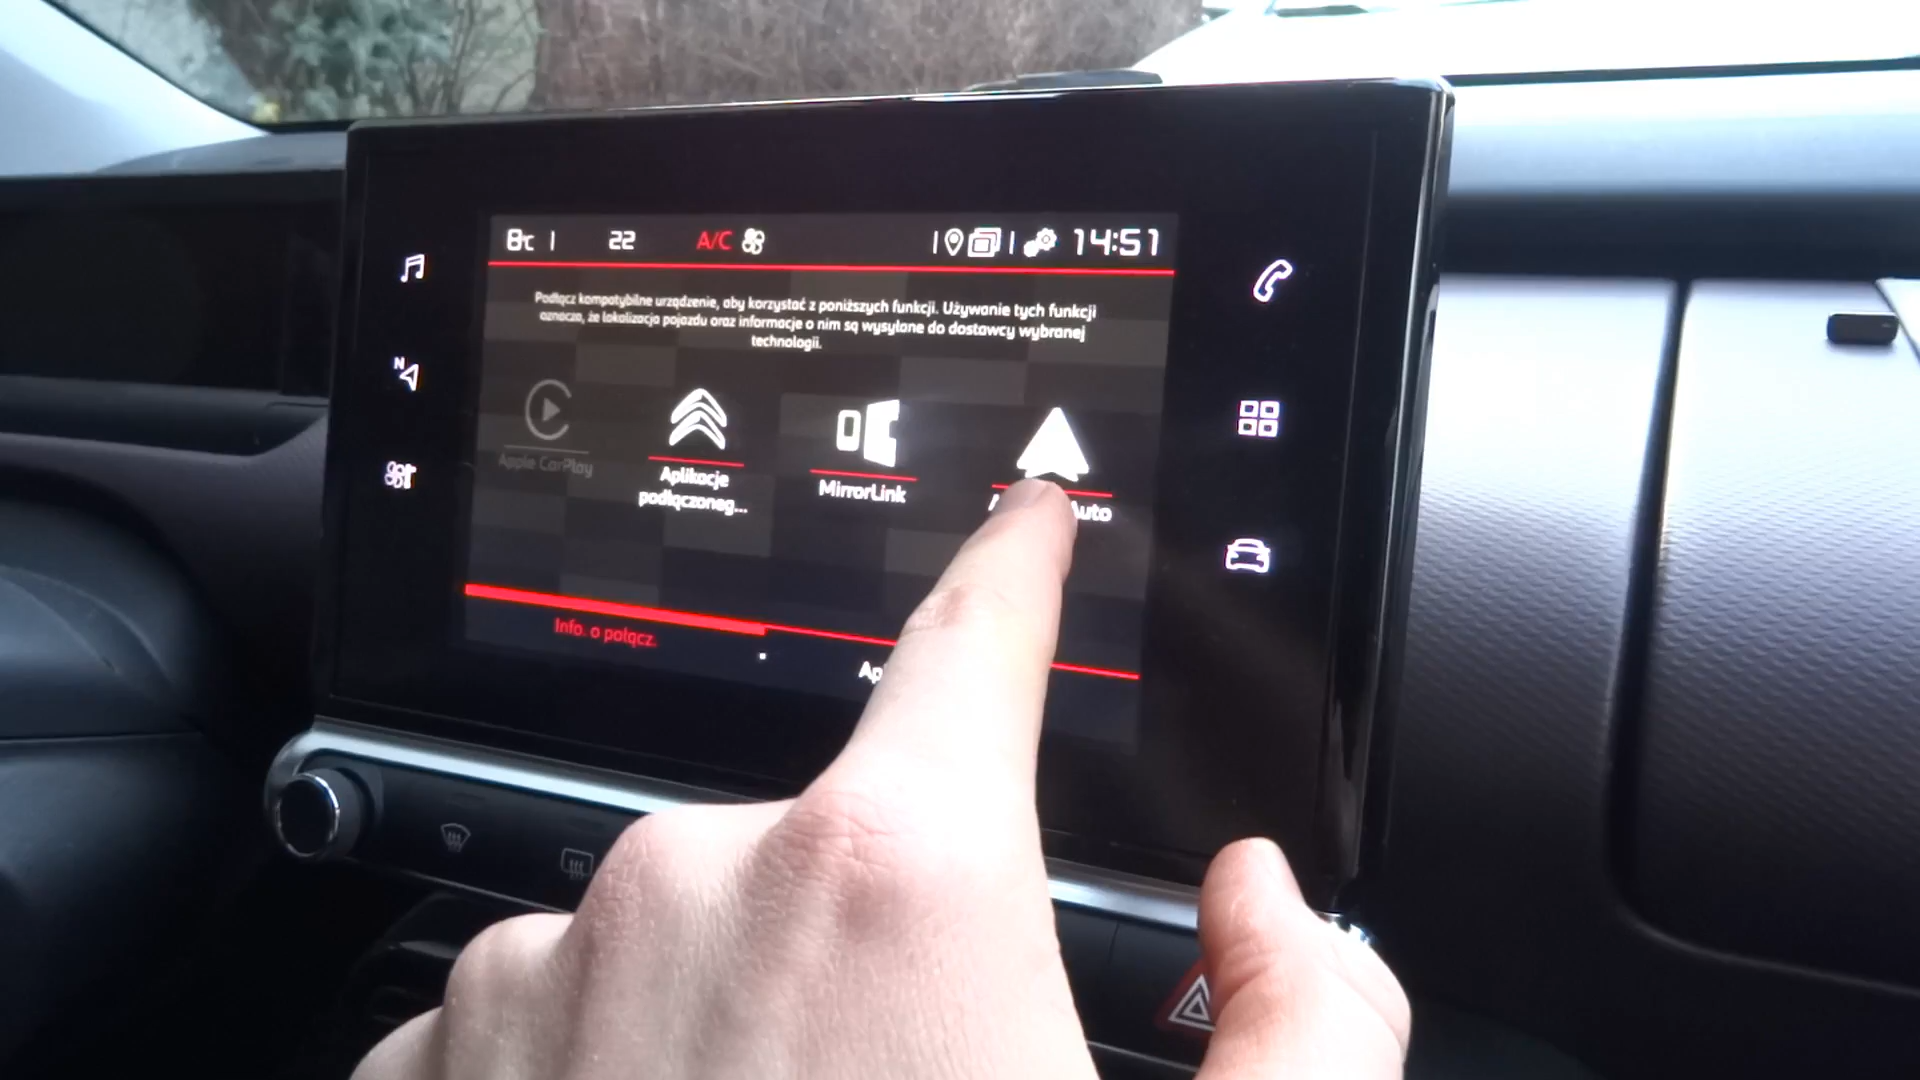 8°C 22 A/C 14:51
Podłącz kompatybilne urządzenie, aby korzystać z poniższych funkcji. Używanie tych funkcji
oznacza, że lokalizacja pojazdu oraz informacje o nim są wysyłane do dostawcy wybranej
technologii.
N
Apple CarPlay
Aplikacje
podłączoneg...
MirrorLink
Auto
Info. o połącz.